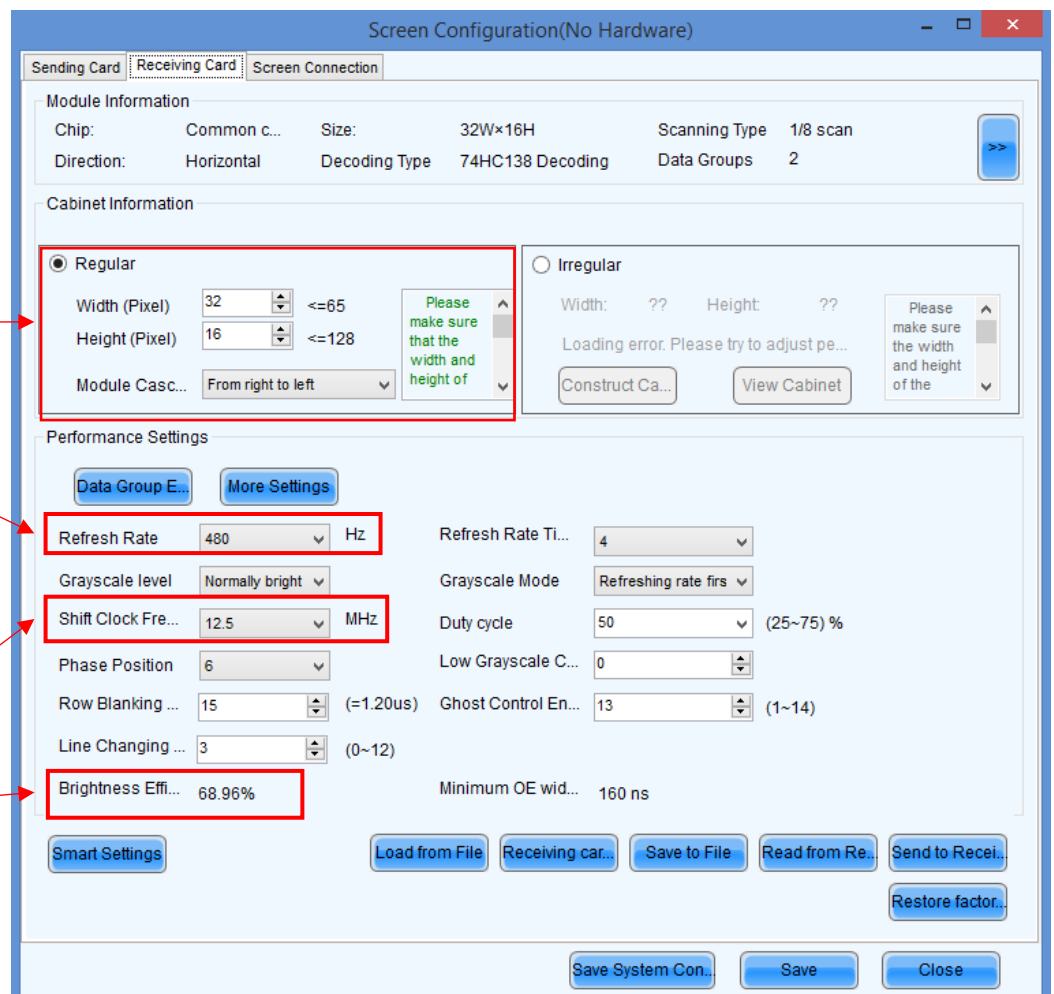 Screen Configuration(No Hardware)
Sending Card Receiving Card Screen Connection
Module Information
Chip: Common c... Size: 32W×16H Scanning Type 1/8 scan
Direction: Horizontal Decoding Type 74HC138 Decoding Data Groups 2
>>
Cabinet Information
Regular
Width (Pixel) 32 <=65
Height (Pixel) 16 <=128
Module Casc... From right to left
Please
make sure
that the
width and
height of
Irregular
Width: ?? Height: ??
Loading error. Please try to adjust pe...
Construct Ca... View Cabinet
Please
make sure
the width
and height
of the
Performance Settings
Data Group E... More Settings
Refresh Rate 480 Hz Refresh Rate Ti... 4
Grayscale level Normally bright Grayscale Mode Refreshing rate firs
Shift Clock Fre... 12.5 MHz Duty cycle 50 (25~75) %
Phase Position 6 Low Grayscale C... 0
Row Blanking ... 15 (=1.20us) Ghost Control En... 13 (1~14)
Line Changing ... 3 (0~12)
Brightness Effi... 68.96% Minimum OE wid... 160 ns
Smart Settings Load from File Receiving car... Save to File Read from Re... Send to Recei...
Restore factor...
Save System Con... Save Close